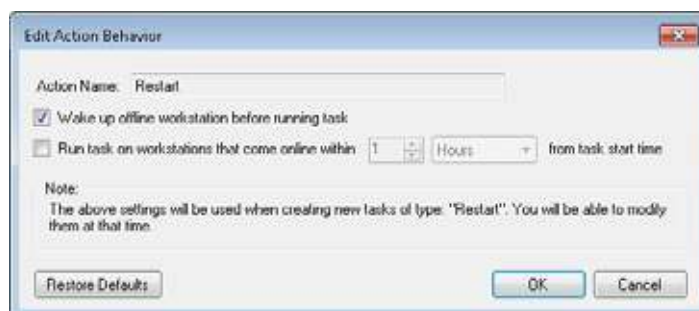 Edit Action Behavior
Action Name: Restart
Wake up offline workstation before running task
Run task on workstations that come online within 1 Hours from task start time
Note:
The above settings will be used when creating new tasks of type: "Restart". You will be able to modify
them at that time.
Restore Defaults OK Cancel